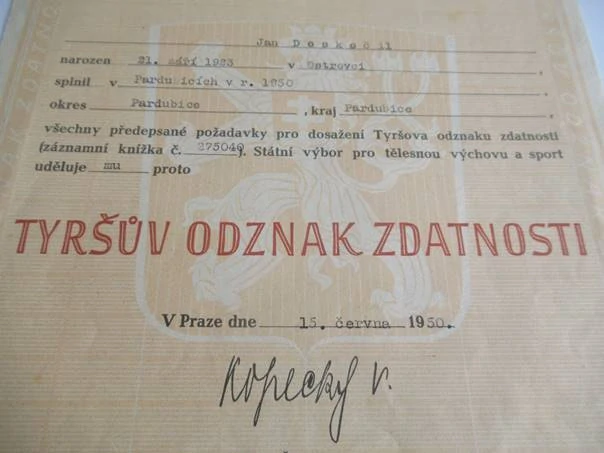 Jan Doskočil
narozen 21. září 1923 v Ostrovci,
splnil v Pardubicích v r. 1950
okres Pardubice, kraj Pardubice,
všechny předepsané požadavky pro dosažení Tyršova odznaku zdatnosti
(záznamní knížka č. 275040). Státní výbor pro tělesnou výchovu a sport
uděluje mu proto
TYRŠŮV ODZNAK ZDATNOSTI
V Praze dne 15. června 1950.
Kopecký V.